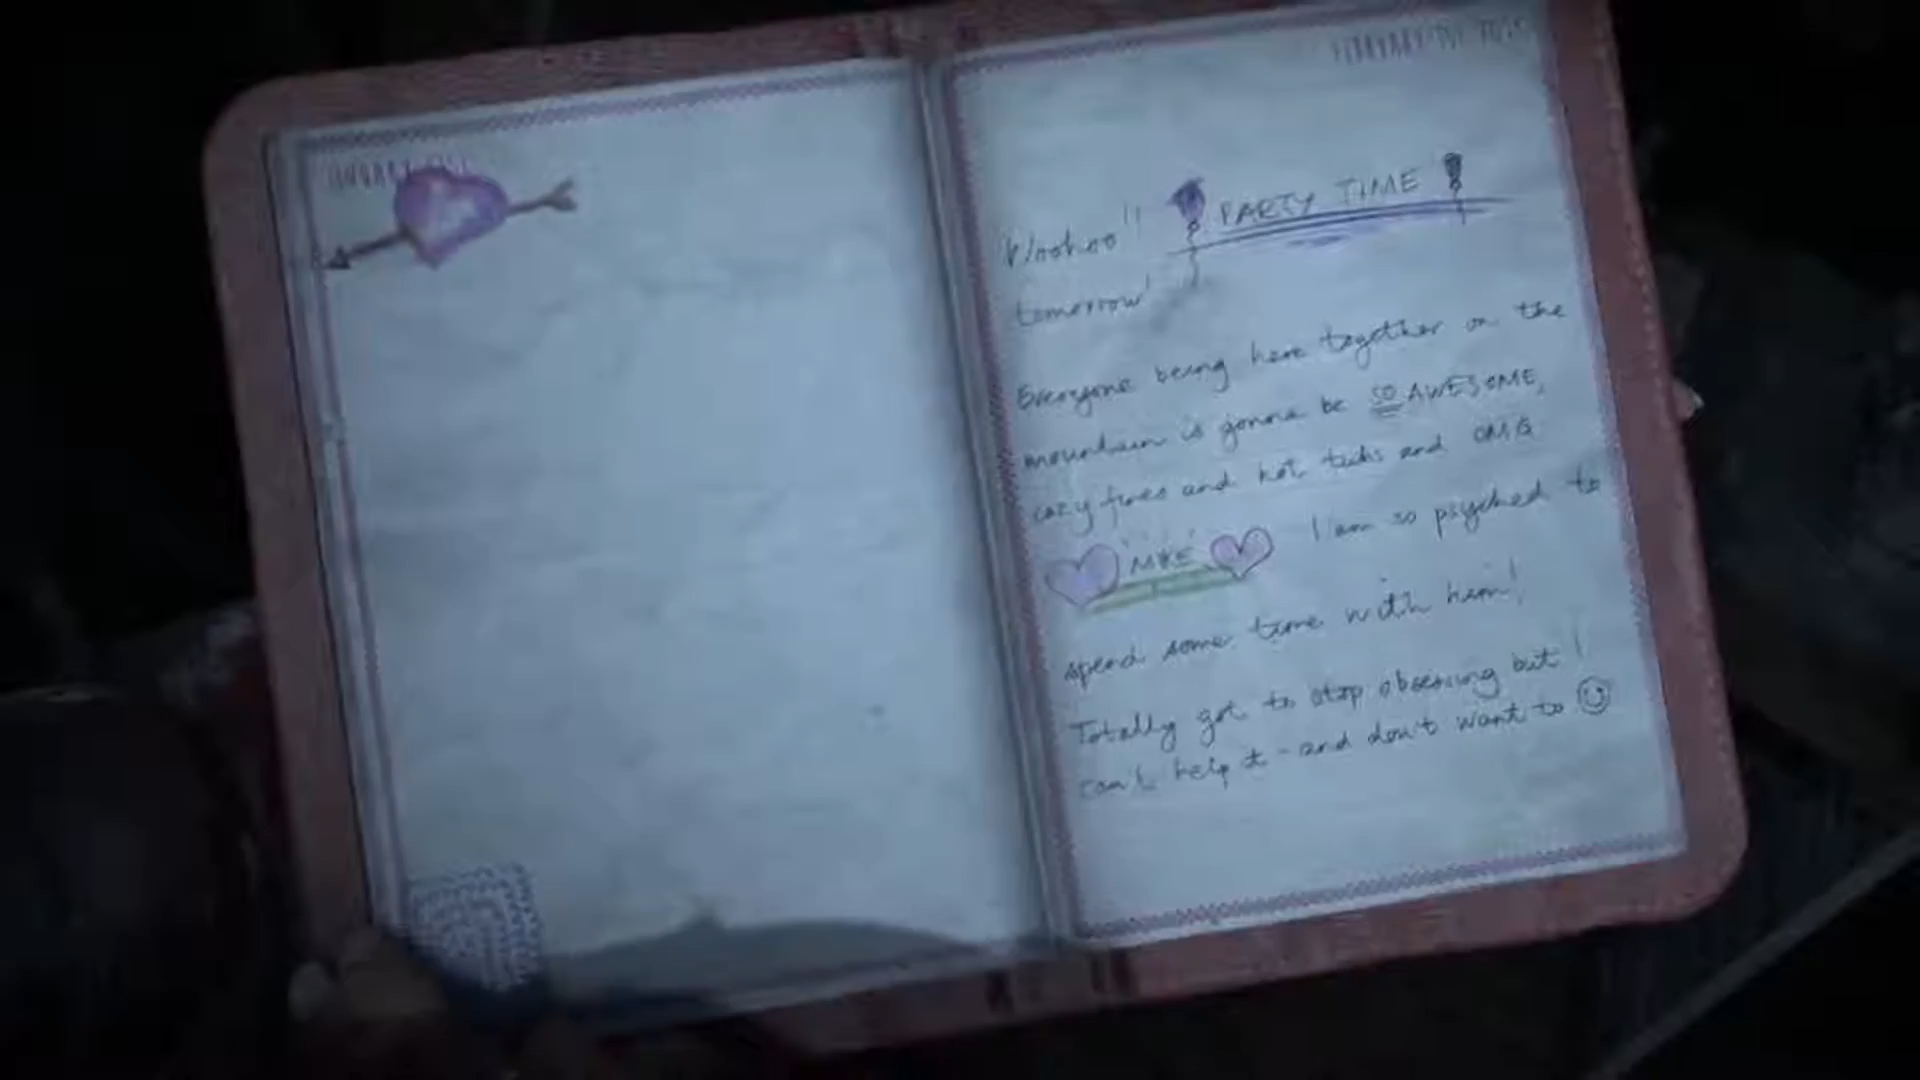 Woohoo!! PARTY TIME
tomorrow!
Everyone being here together on the
mountain is gonna be SO AWESOME,
cozy fires and hot tubs and OMG
MIKE I am so psyched to
spend some time with him!
Totally got to stop obsessing but I
can't help it - and don't want to